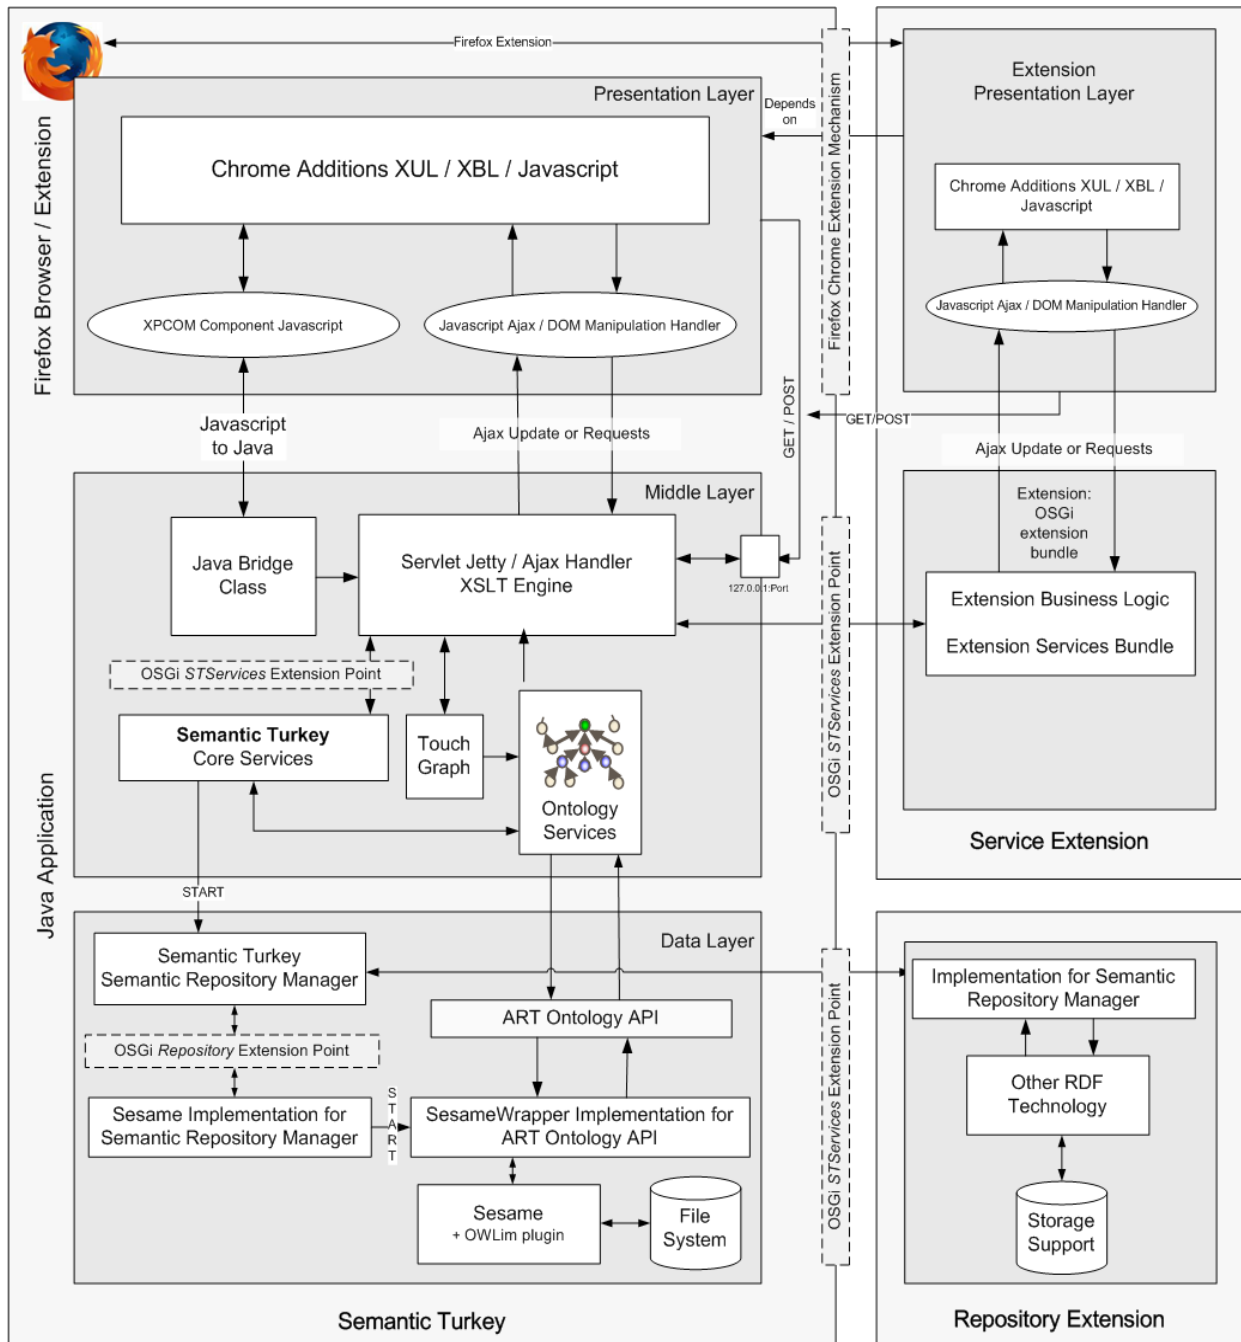 Firefox Extension
Firefox Browser / Extension
Presentation Layer
Chrome Additions XUL / XBL / Javascript
XPCOM Component Javascript
Javascript Ajax / DOM Manipulation Handler
Depends
on
Firefox Chrome Extension Mechanism
Extension
Presentation Layer
Chrome Additions XUL / XBL /
Javascript
Javascript Ajax / DOM Manipulation Handler
Javascript
to Java
Ajax Update or Requests
GET / POST
GET/POST
Ajax Update or Requests
Java Application
Middle Layer
Java Bridge
Class
Servlet Jetty / Ajax Handler
XSLT Engine
127.0.0.1:Port
OSGi STServices Extension Point
Semantic Turkey
Core Services
Touch
Graph
Ontology
Services
OSGi STServices Extension Point
Extension:
OSGi
extension
bundle
Extension Business Logic
Extension Services Bundle
Service Extension
START
Data Layer
Semantic Turkey
Semantic Repository Manager
OSGi Repository Extension Point
Sesame Implementation for
Semantic Repository Manager
START
ART Ontology API
SesameWrapper Implementation for
ART Ontology API
Sesame
+ OWLim plugin
File
System
Semantic Turkey
OSGi STServices Extension Point
Implementation for Semantic
Repository Manager
Other RDF
Technology
Storage
Support
Repository Extension